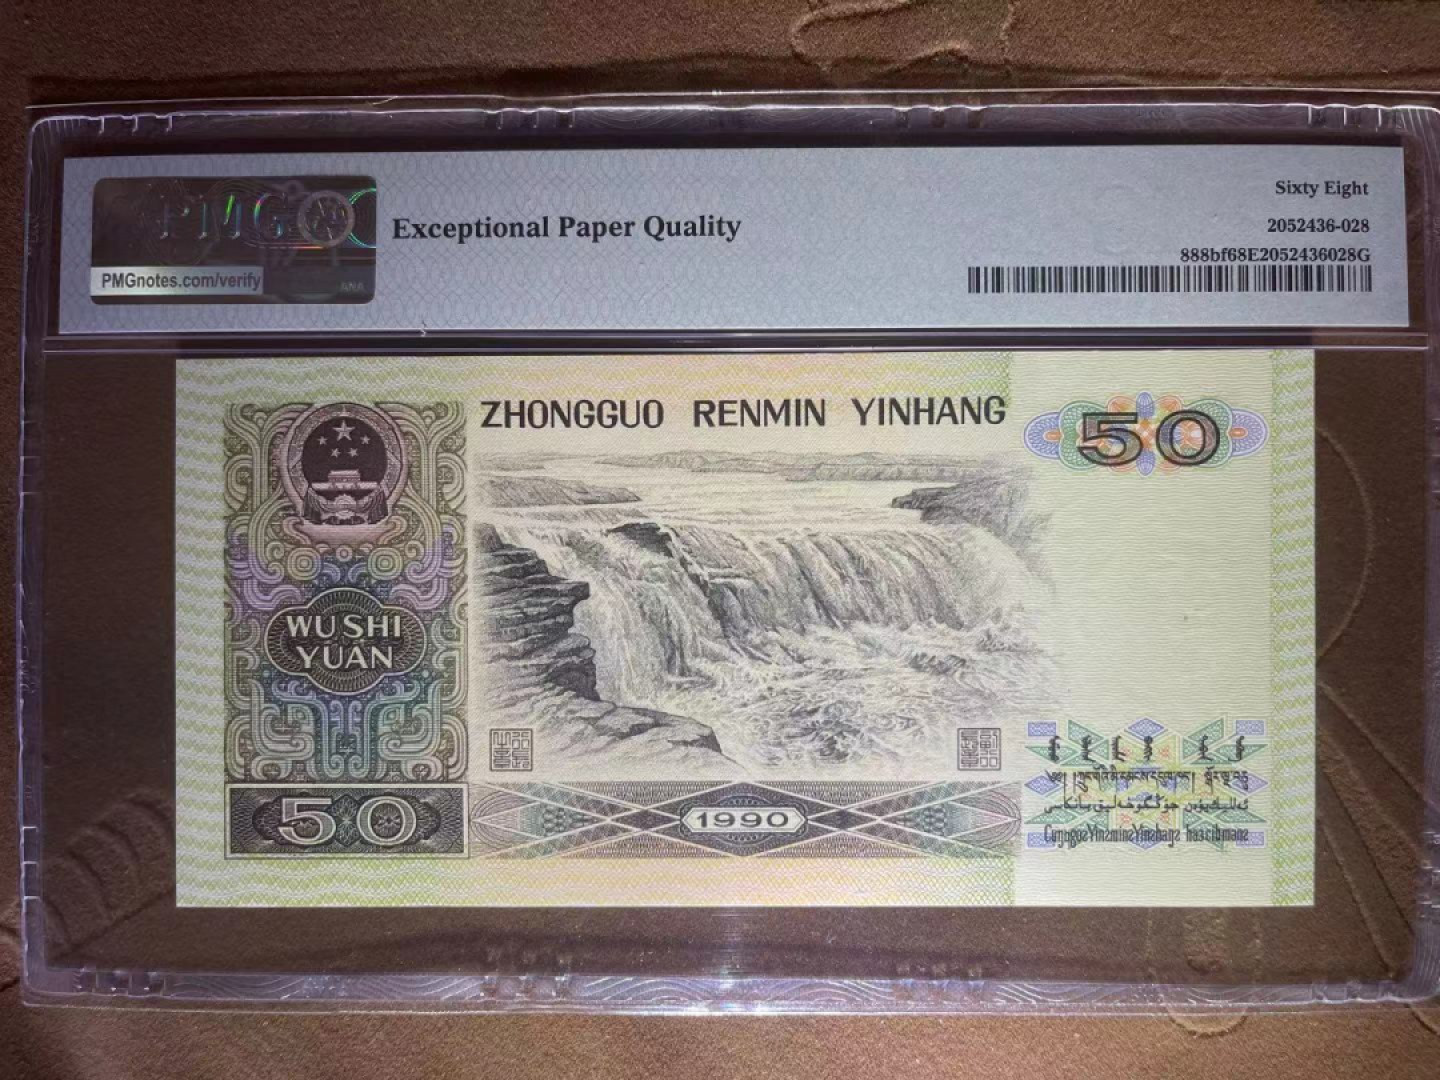 PMG
PMGnotes.com/verify
ANA
Exceptional Paper Quality
Sixty Eight
2052436-028
888bf68E2052436028G
ZHONGGUO RENMIN YINHANG
50
WU SHI
YUAN
50
1990